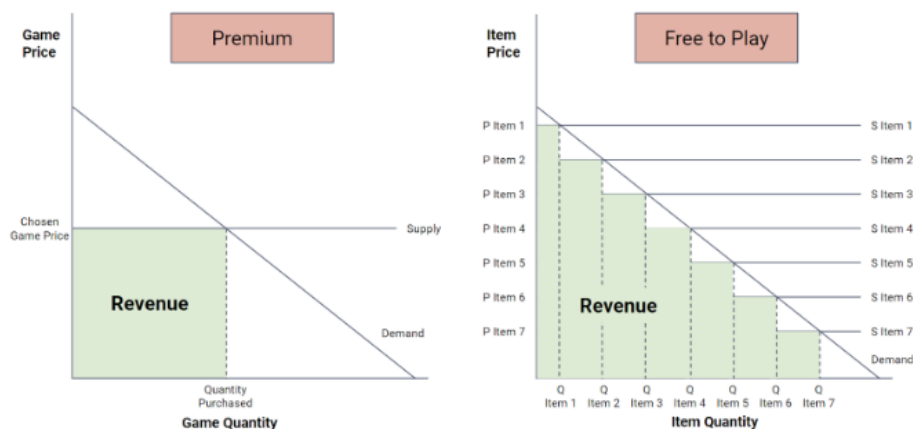 Game
Price
Premium
Chosen
Game Price
Supply
Revenue
Demand
Quantity
Purchased
Game Quantity
Item
Price
Free to Play
P Item 1
S Item 1
P Item 2
S Item 2
P Item 3
S Item 3
P Item 4
S Item 4
P Item 5
S Item 5
P Item 6
S Item 6
P Item 7
S Item 7
Revenue
Demand
Q Q Q Q Q Q Q
Item 1 Item 2 Item 3 Item 4 Item 5 Item 6 Item 7
Item Quantity